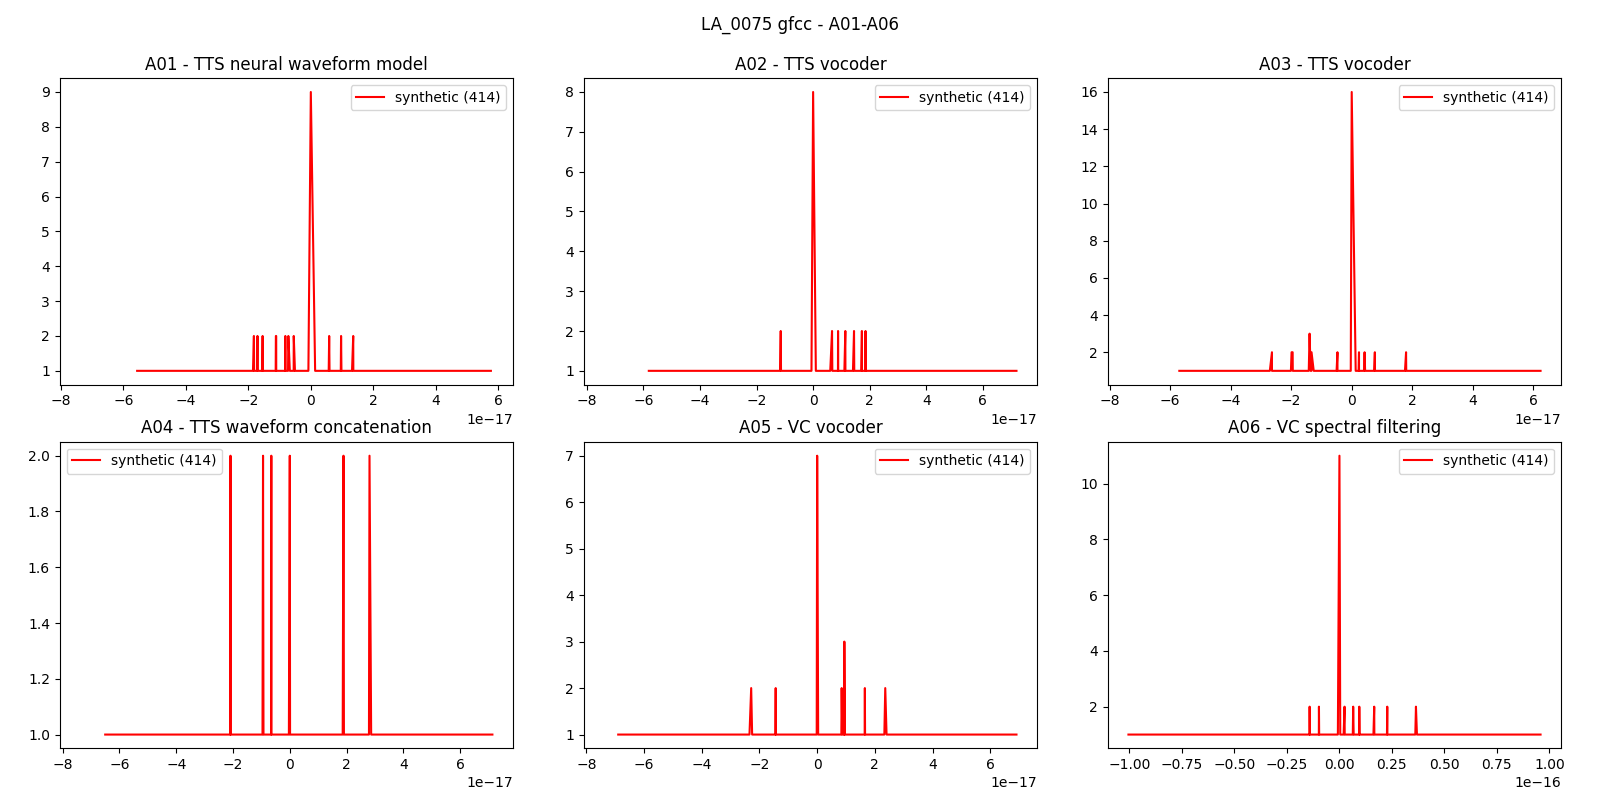 LA_0075 gfcc - A01-A06
A01 - TTS neural waveform model
synthetic (414)
9
8
7
6
5
4
3
2
1
−8 −6 −4 −2 0 2 4 6
1e−17
A02 - TTS vocoder
synthetic (414)
8
7
6
5
4
3
2
1
−8 −6 −4 −2 0 2 4 6
1e−17
A03 - TTS vocoder
synthetic (414)
16
14
12
10
8
6
4
2
−8 −6 −4 −2 0 2 4 6
1e−17
A04 - TTS waveform concatenation
synthetic (414)
2.0
1.8
1.6
1.4
1.2
1.0
−8 −6 −4 −2 0 2 4 6
1e−17
A05 - VC vocoder
synthetic (414)
7
6
5
4
3
2
1
−8 −6 −4 −2 0 2 4 6
1e−17
A06 - VC spectral filtering
synthetic (414)
10
8
6
4
2
−1.00 −0.75 −0.50 −0.25 0.00 0.25 0.50 0.75 1.00
1e−16